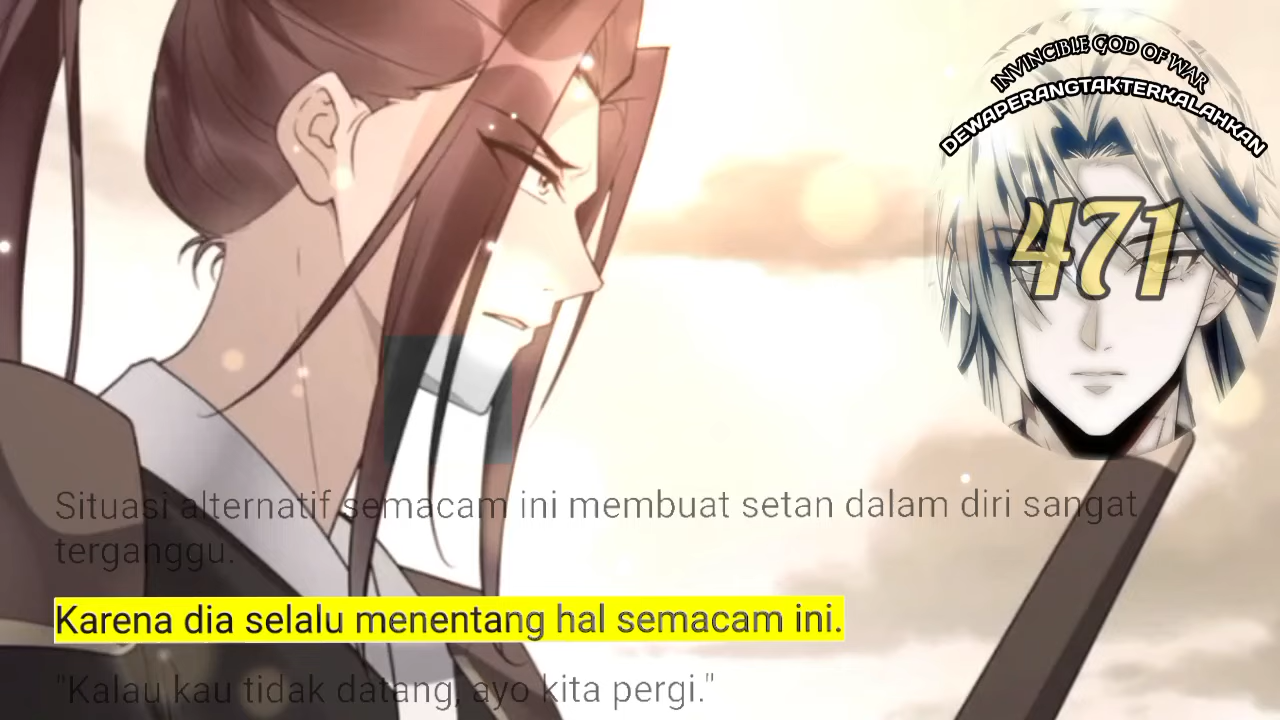 INVINCIBLE GOD OF WAR
DEWAPERANGTAKTERKALAHKAN
471
Situasi alternatif semacam ini membuat setan dalam diri sangat
terganggu.
Karena dia selalu menentang hal semacam ini.
"Kalau kau tidak datang, ayo kita pergi."